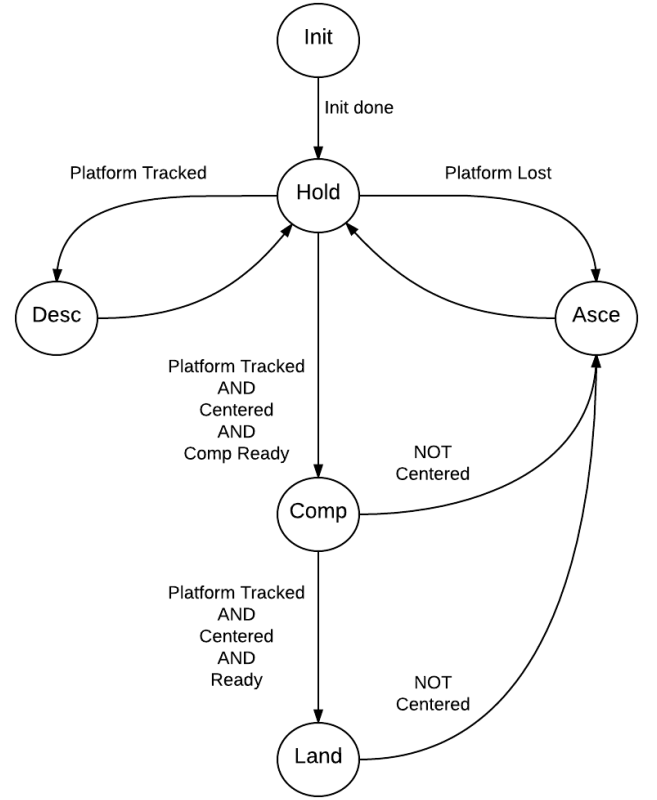 Init
Init done
Platform Tracked
Hold
Platform Lost
Desc
Asce
Platform Tracked
AND
Centered
AND
Comp Ready
NOT
Centered
Comp
Platform Tracked
AND
Centered
AND
Ready
NOT
Centered
Land